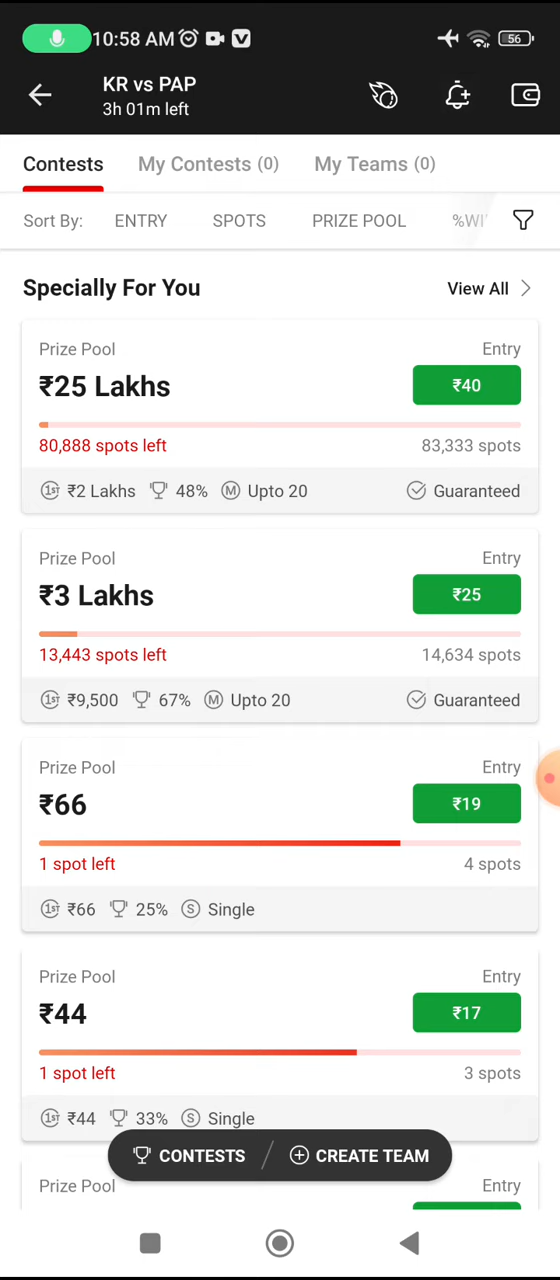 10:58 AM
56
KR vs PAP
3h 01m left
Contests
My Contests (0)
My Teams (0)
Sort By: ENTRY SPOTS PRIZE POOL %WI
Specially For You
View All
Prize Pool
Entry
₹25 Lakhs
₹40
80,888 spots left
83,333 spots
1ST ₹2 Lakhs 48% M Upto 20 Guaranteed
Prize Pool
Entry
₹3 Lakhs
₹25
13,443 spots left
14,634 spots
1ST ₹9,500 67% M Upto 20 Guaranteed
Prize Pool
Entry
₹66
₹19
1 spot left
4 spots
1ST ₹66 25% S Single
Prize Pool
Entry
₹44
₹17
1 spot left
3 spots
1ST ₹44 33% S Single
CONTESTS
CREATE TEAM
Prize Pool
Entry